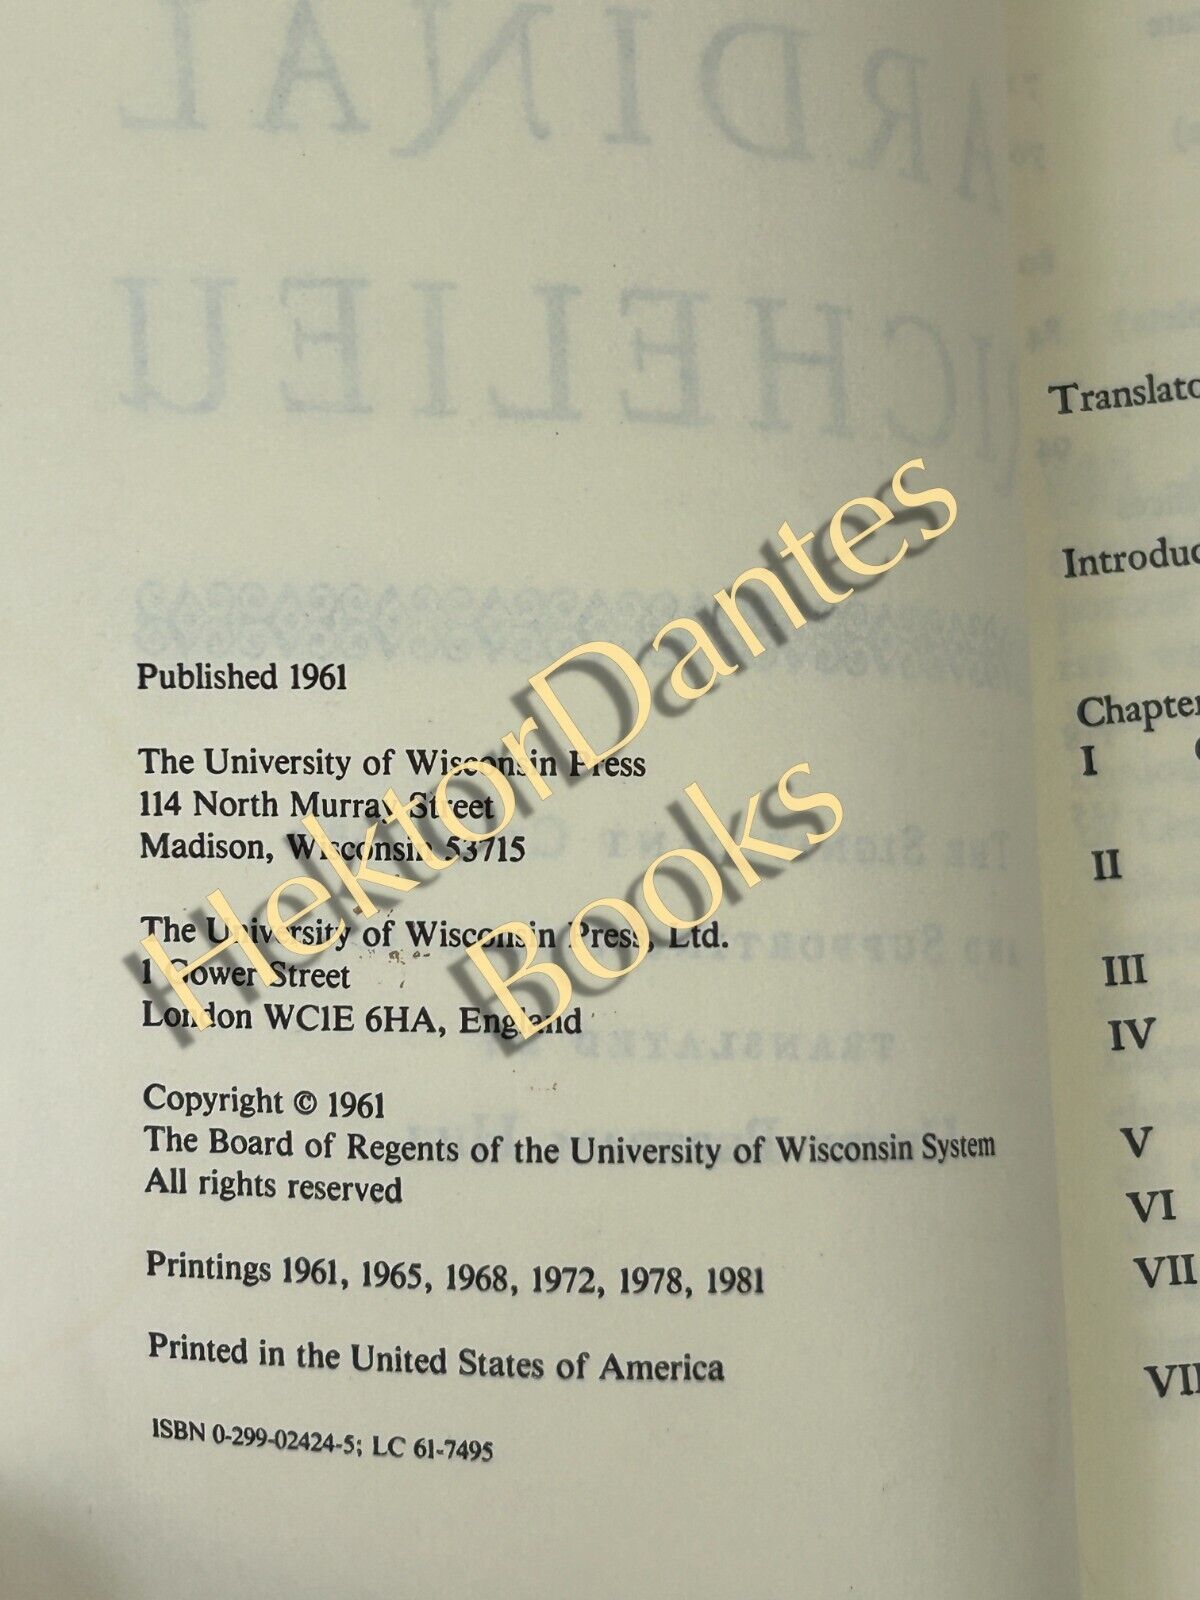 Published 1961
The University of Wisconsin Press
114 North Murray Street
Madison, Wisconsin 53715
The University of Wisconsin Press, Ltd.
1 Gower Street
London WC1E 6HA, England
Copyright © 1961
The Board of Regents of the University of Wisconsin System
All rights reserved
Printings 1961, 1965, 1968, 1972, 1978, 1981
Printed in the United States of America
ISBN 0-299-02424-5; LC 61-7495
HektorDantes
Books
Translato
Introduc
Chapter
I
II
III
IV
V
VI
VII
ARDINAL
ICHELIEU
TRANSLATED